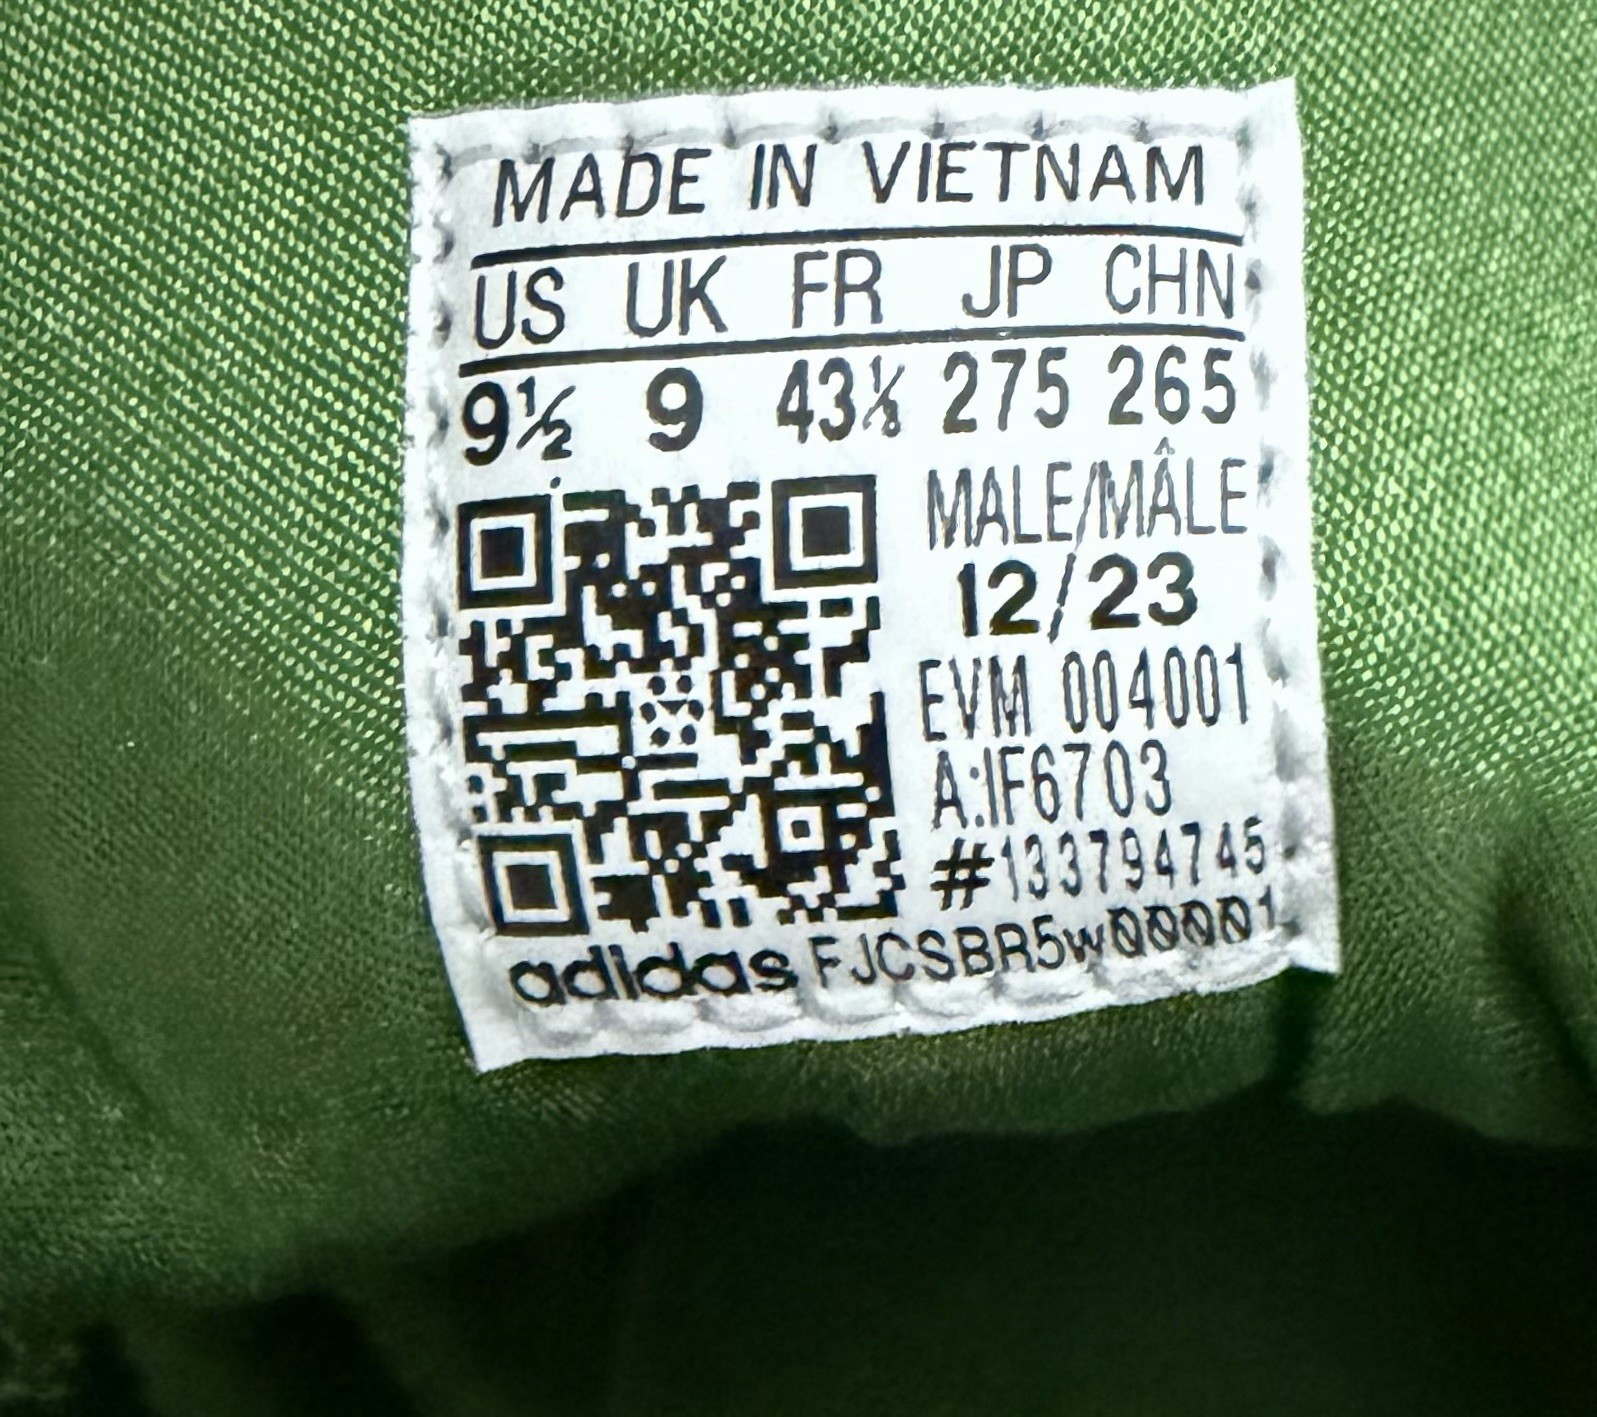 MADE IN VIETNAM
US UK FR JP CHN
9½ 9 43⅓ 275 265
MALE/MÂLE
12/23
EVM 004001
A:IF6703
#133794745
adidas FJCSBR5w00001